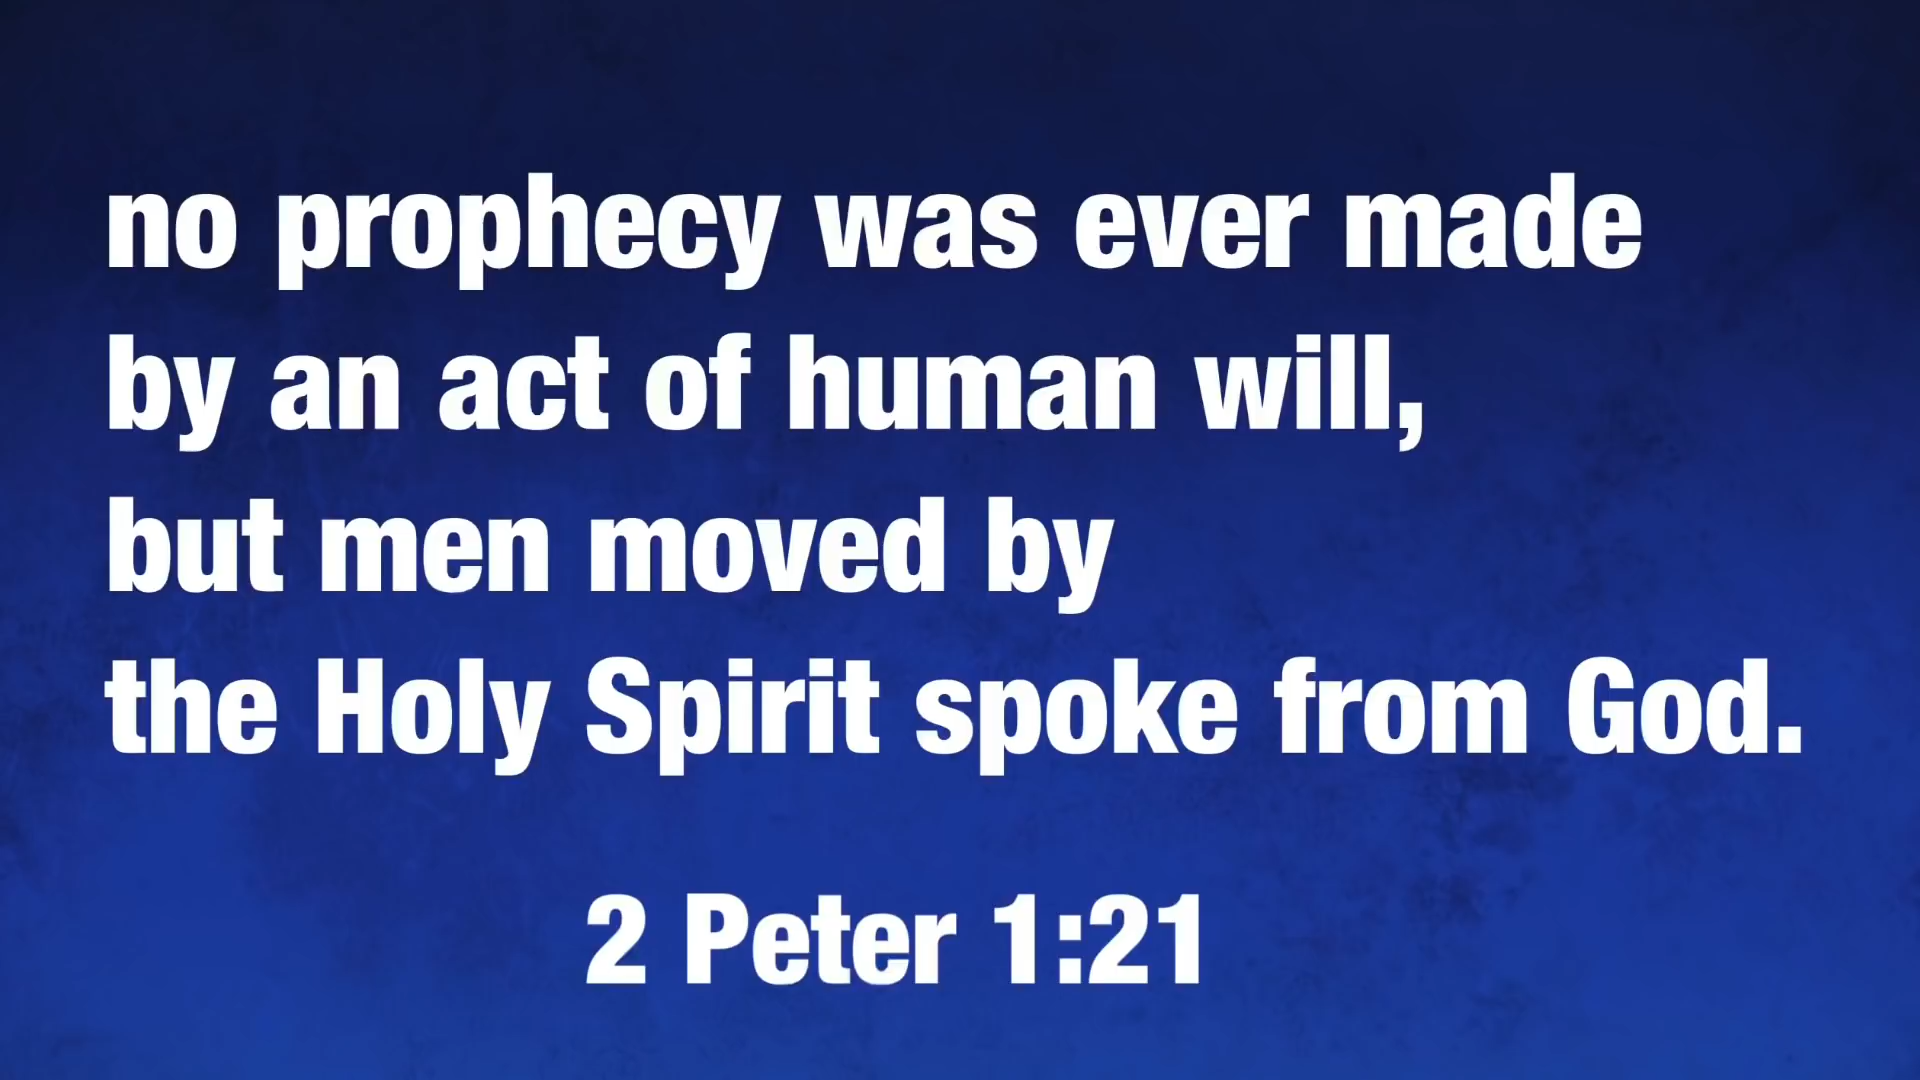 no prophecy was ever made
by an act of human will,
but men moved by
the Holy Spirit spoke from God.
2 Peter 1:21